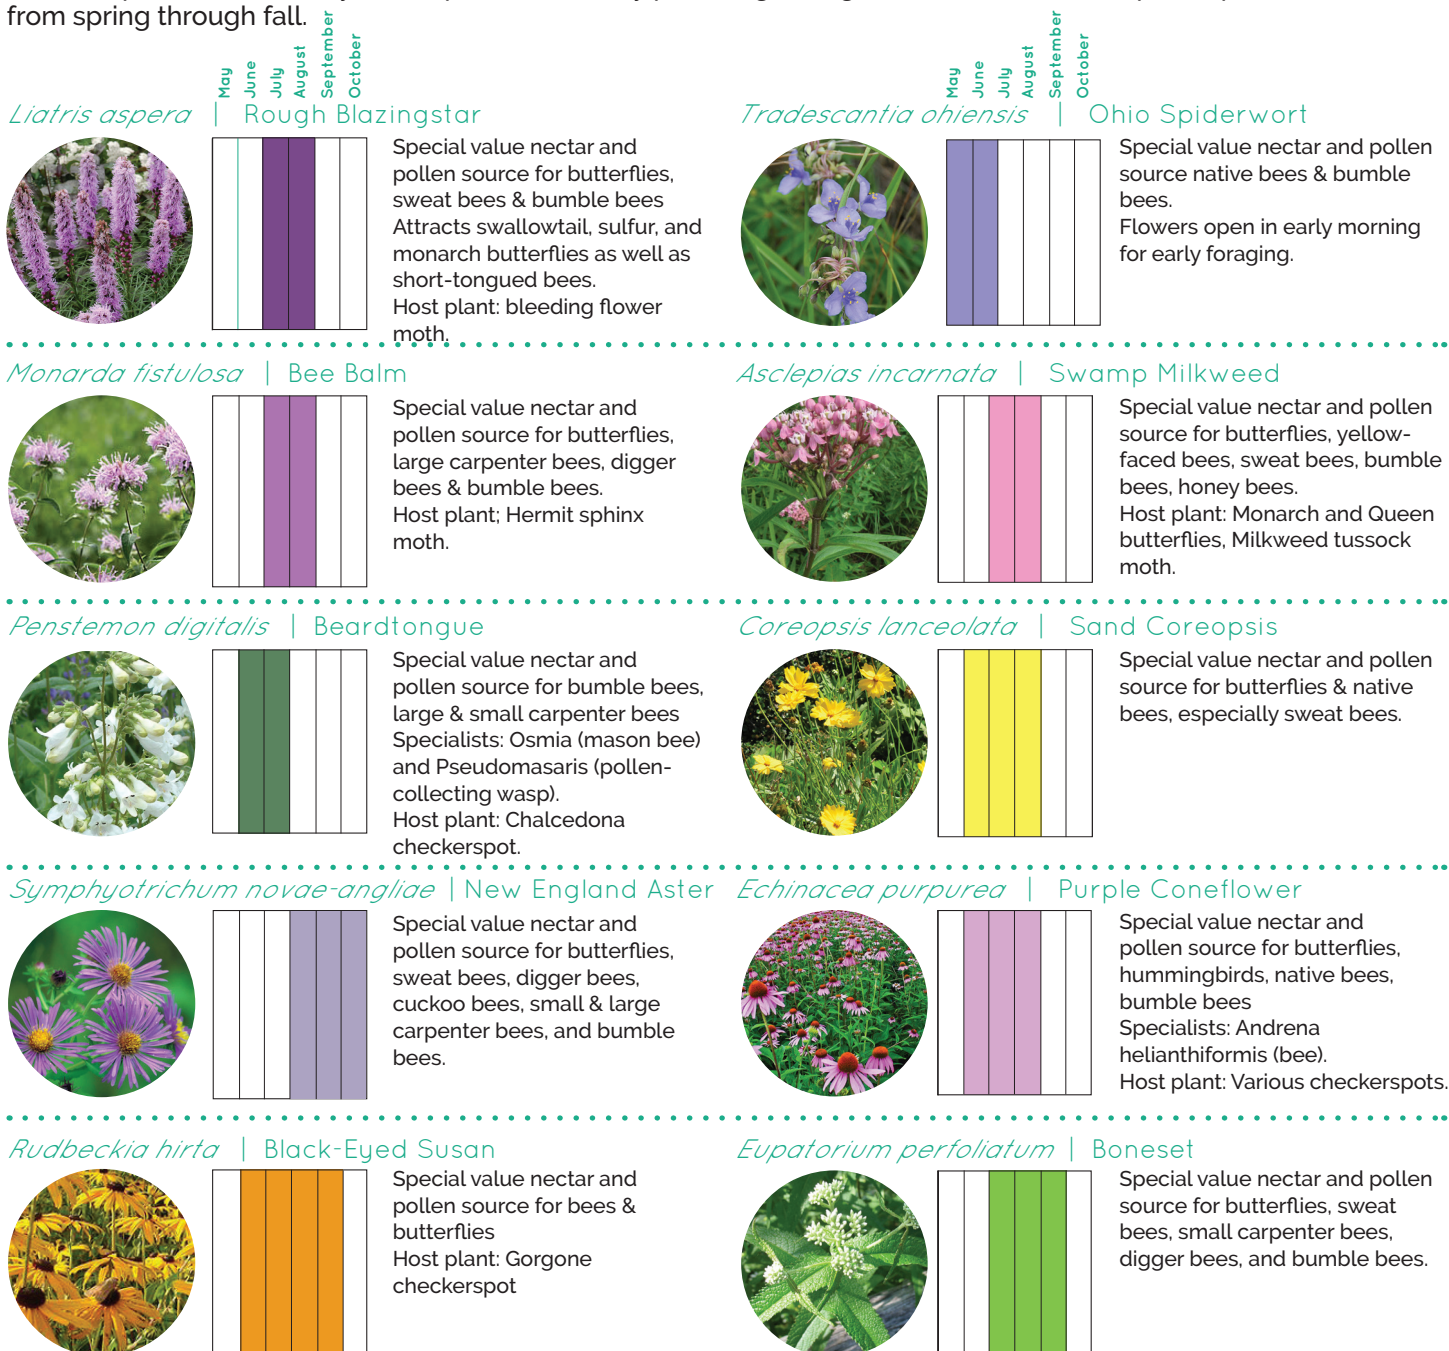 from spring through fall.
May
June
July
August
September
October
May
June
July
August
September
October
Liatris aspera | Rough Blazingstar
Special value nectar and
pollen source for butterflies,
sweat bees & bumble bees
Attracts swallowtail, sulfur, and
monarch butterflies as well as
short-tongued bees.
Host plant: bleeding flower
moth.
Tradescantia ohiensis | Ohio Spiderwort
Special value nectar and pollen
source native bees & bumble
bees.
Flowers open in early morning
for early foraging.
Monarda fistulosa | Bee Balm
Special value nectar and
pollen source for butterflies,
large carpenter bees, digger
bees & bumble bees.
Host plant; Hermit sphinx
moth.
Asclepias incarnata | Swamp Milkweed
Special value nectar and pollen
source for butterflies, yellow-
faced bees, sweat bees, bumble
bees, honey bees.
Host plant: Monarch and Queen
butterflies, Milkweed tussock
moth.
Penstemon digitalis | Beardtongue
Special value nectar and
pollen source for bumble bees,
large & small carpenter bees
Specialists: Osmia (mason bee)
and Pseudomasaris (pollen-
collecting wasp).
Host plant: Chalcedona
checkerspot.
Coreopsis lanceolata | Sand Coreopsis
Special value nectar and pollen
source for butterflies & native
bees, especially sweat bees.
Symphyotrichum novae-angliae | New England Aster
Special value nectar and
pollen source for butterflies,
sweat bees, digger bees,
cuckoo bees, small & large
carpenter bees, and bumble
bees.
Echinacea purpurea | Purple Coneflower
Special value nectar and
pollen source for butterflies,
hummingbirds, native bees,
bumble bees
Specialists: Andrena
helianthiformis (bee).
Host plant: Various checkerspots.
Rudbeckia hirta | Black-Eyed Susan
Special value nectar and
pollen source for bees &
butterflies
Host plant: Gorgone
checkerspot
Eupatorium perfoliatum | Boneset
Special value nectar and pollen
source for butterflies, sweat
bees, small carpenter bees,
digger bees, and bumble bees.